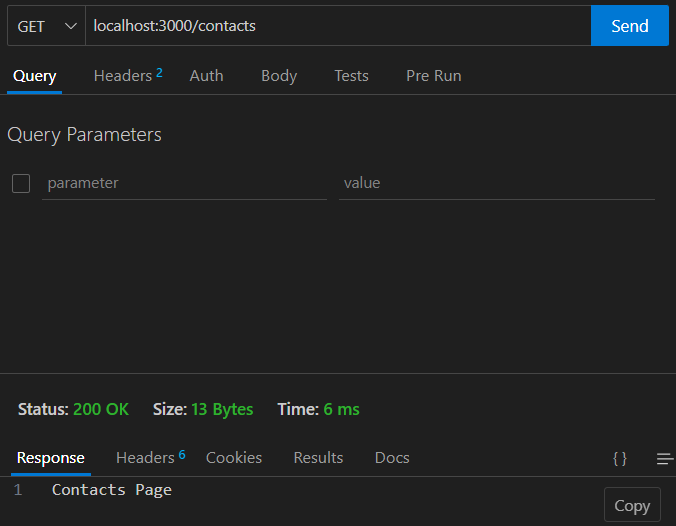 GET localhost:3000/contacts Send
Query Headers 2 Auth Body Tests Pre Run
Query Parameters
parameter value
Status: 200 OK Size: 13 Bytes Time: 6 ms
Response Headers 6 Cookies Results Docs { }
1 Contacts Page
Copy